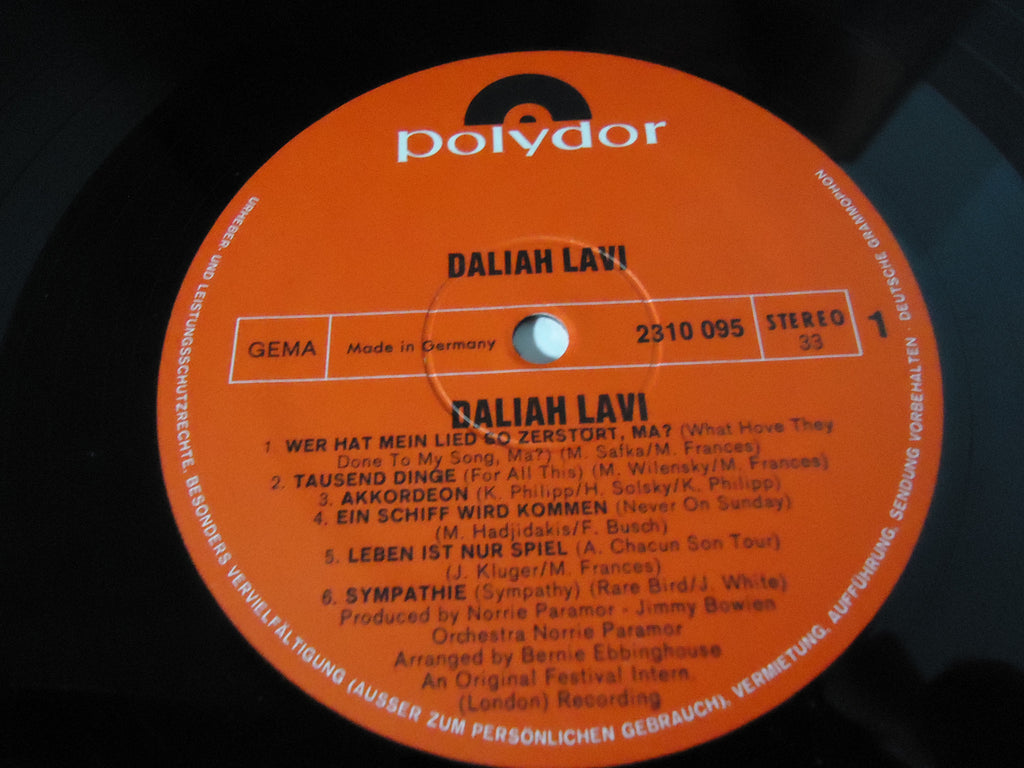 polydor
DALIAH LAVI
GEMA
Made in Germany
2310 095
STEREO
33
1
DALIAH LAVI
1. WER HAT MEIN LIED SO ZERSTÖRT, MA? (What Have They
Done To My Song, Ma?) (M. Safka/M. Frances)
2. TAUSEND DINGE (For All This) (M. Wilensky/M. Frances)
3. AKKORDEON (K. Philipp/H. Solsky/K. Philipp)
4. EIN SCHIFF WIRD KOMMEN (Never On Sunday)
(M. Hadjidakis/F. Busch)
5. LEBEN IST NUR SPIEL (A. Chacun Son Tour)
(J. Kluger/M. Frances)
6. SYMPATHIE (Sympathy) (Rare Bird/J. White)
Produced by Norrie Paramor - Jimmy Bowien
Orchestra Norrie Paramor
Arranged by Bernie Ebbinghouse
An Original Festival Intern.
(London) Recording
URHEBER- UND LEISTUNGSSCHUTZRECHTE, BESONDERS VERVIELFÄLTIGUNG (AUSSER ZUM PERSÖNLICHEN GEBRAUCH), VERMIETUNG, AUFFÜHRUNG, SENDUNG VORBEHALTEN · DEUTSCHE GRAMMOPHON